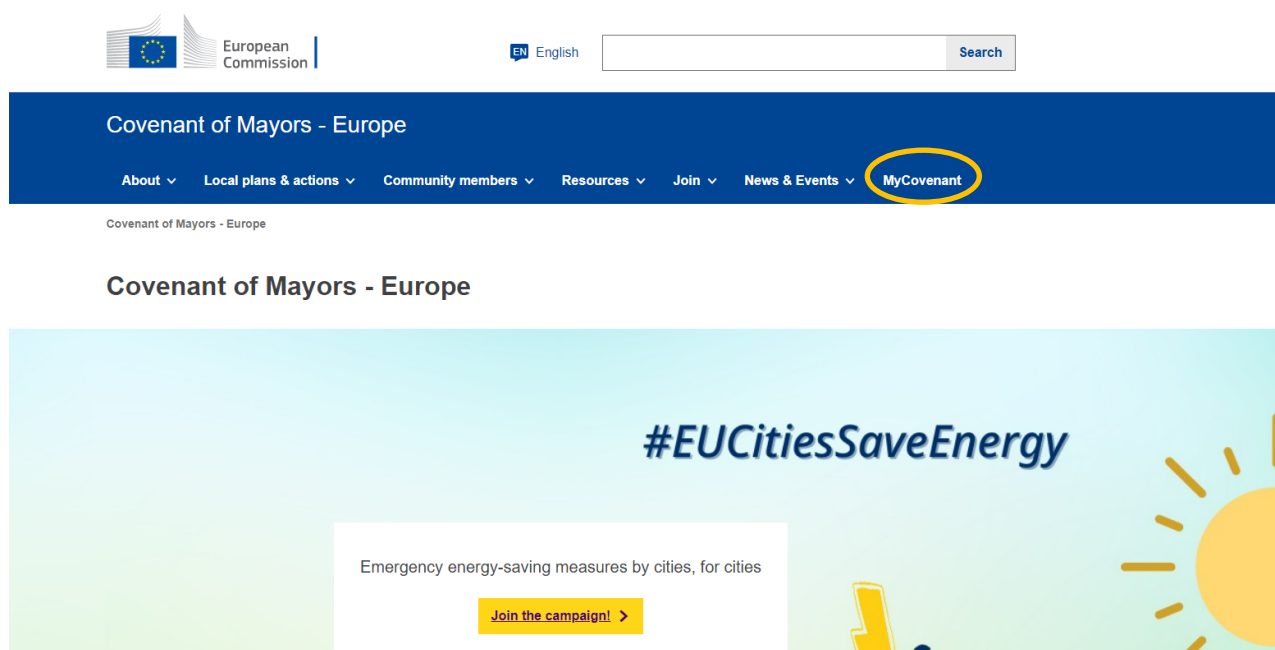 European
Commission
EN English
Search
Covenant of Mayors - Europe
About Local plans & actions Community members Resources Join News & Events MyCovenant
Covenant of Mayors - Europe
Covenant of Mayors - Europe
#EUCitiesSaveEnergy
Emergency energy-saving measures by cities, for cities
Join the campaign!